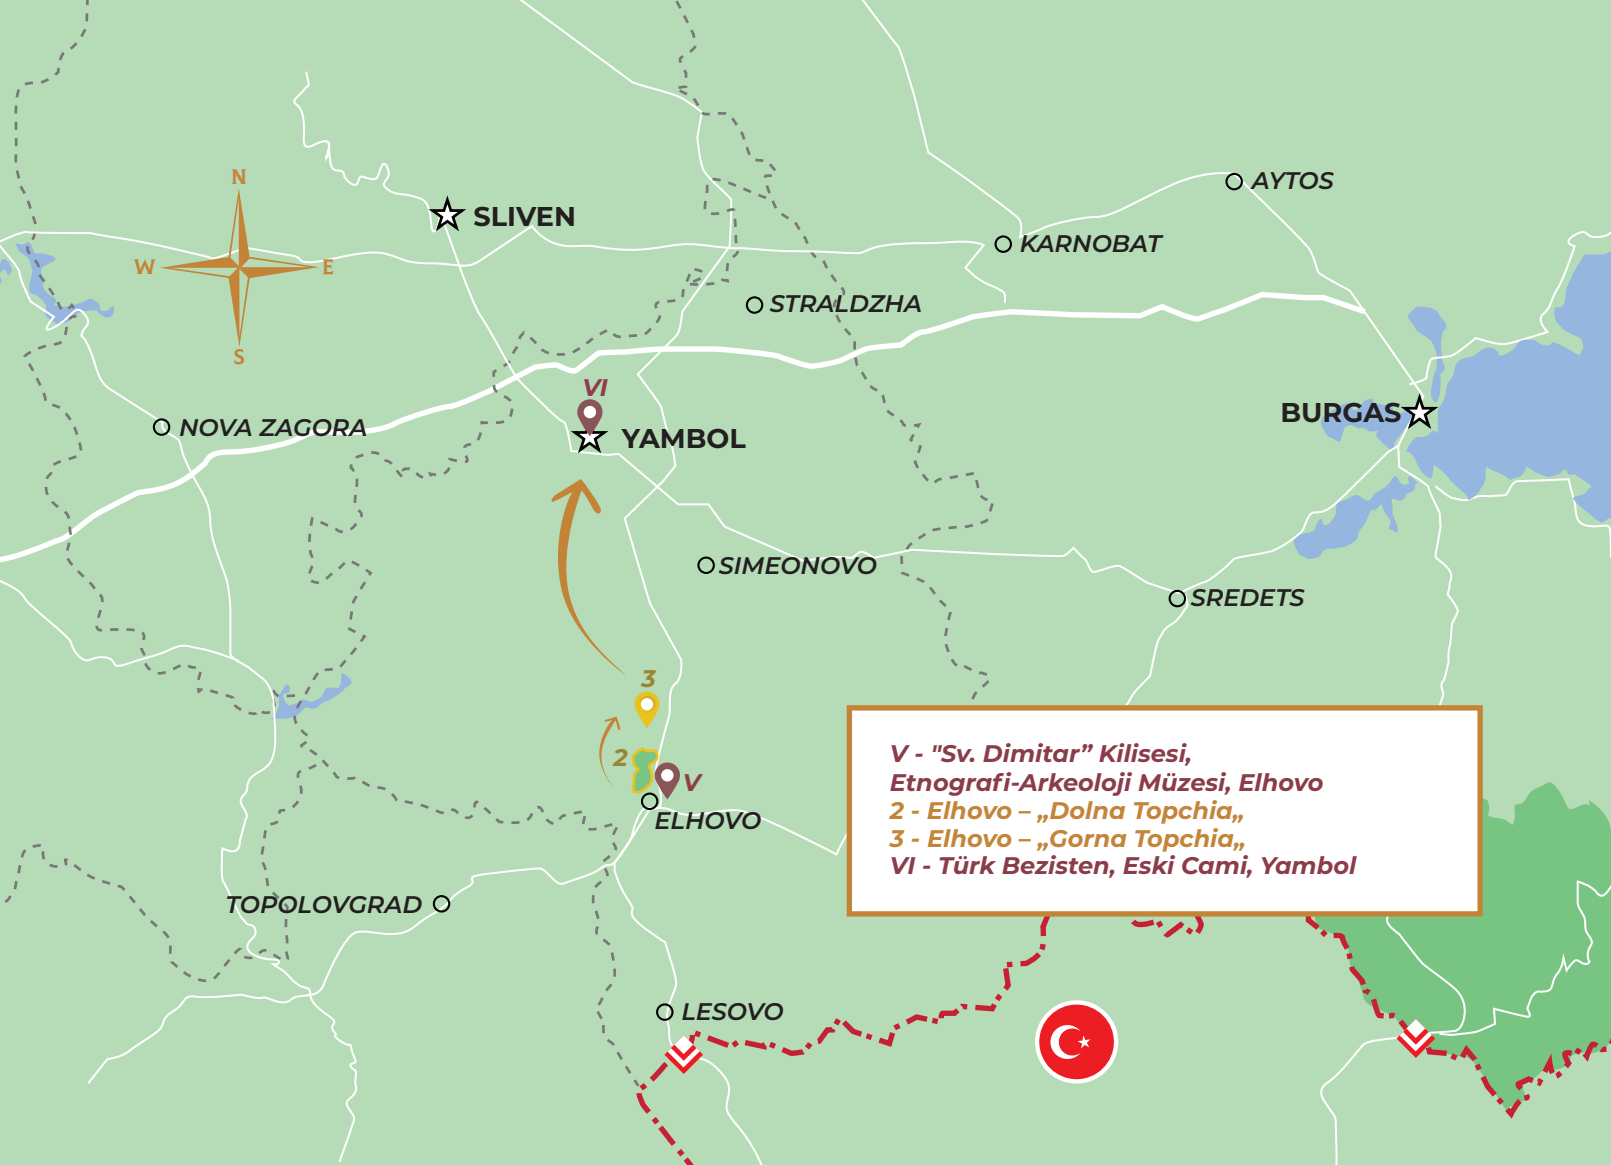 N
AYTOS
SLIVEN
KARNOBAT
W
E
STRALDZHA
S
VI
BURGAS
NOVA ZAGORA
YAMBOL
SIMEONOVO
SREDETS
3
2
V
ELHOVO
V - "Sv. Dimitar” Kilisesi,
Etnografi-Arkeoloji Müzesi, Elhovo
2 - Elhovo – „Dolna Topchia„
3 - Elhovo – „Gorna Topchia„
VI - Türk Bezisten, Eski Cami, Yambol
TOPOLOVGRAD
LESOVO